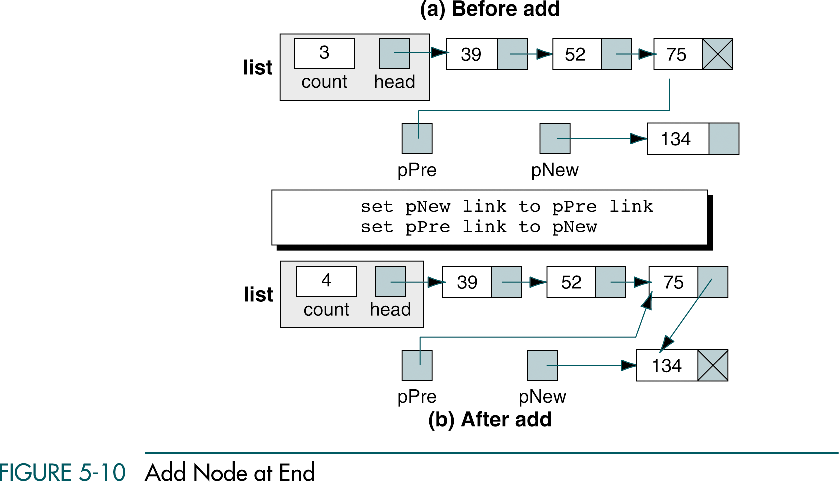 (a) Before add
list 3 39 52 75
count head
134
pPre pNew
set pNew link to pPre link
set pPre link to pNew
list 4 39 52 75
count head
134
pPre pNew
(b) After add
FIGURE 5-10 Add Node at End